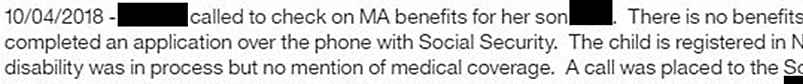 10/04/2018 - called to check on MA benefits for her son . There is no benefits
completed an application over the phone with Social Security. The child is registered in N
disability was in process but no mention of medical coverage. A call was placed to the